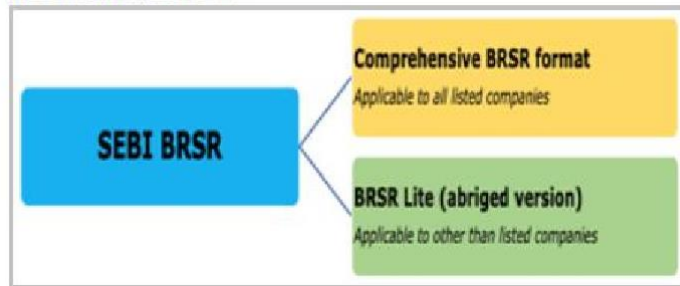 SEBI BRSR
Comprehensive BRSR format
Applicable to all listed companies
BRSR Lite (abriged version)
Applicable to other than listed companies